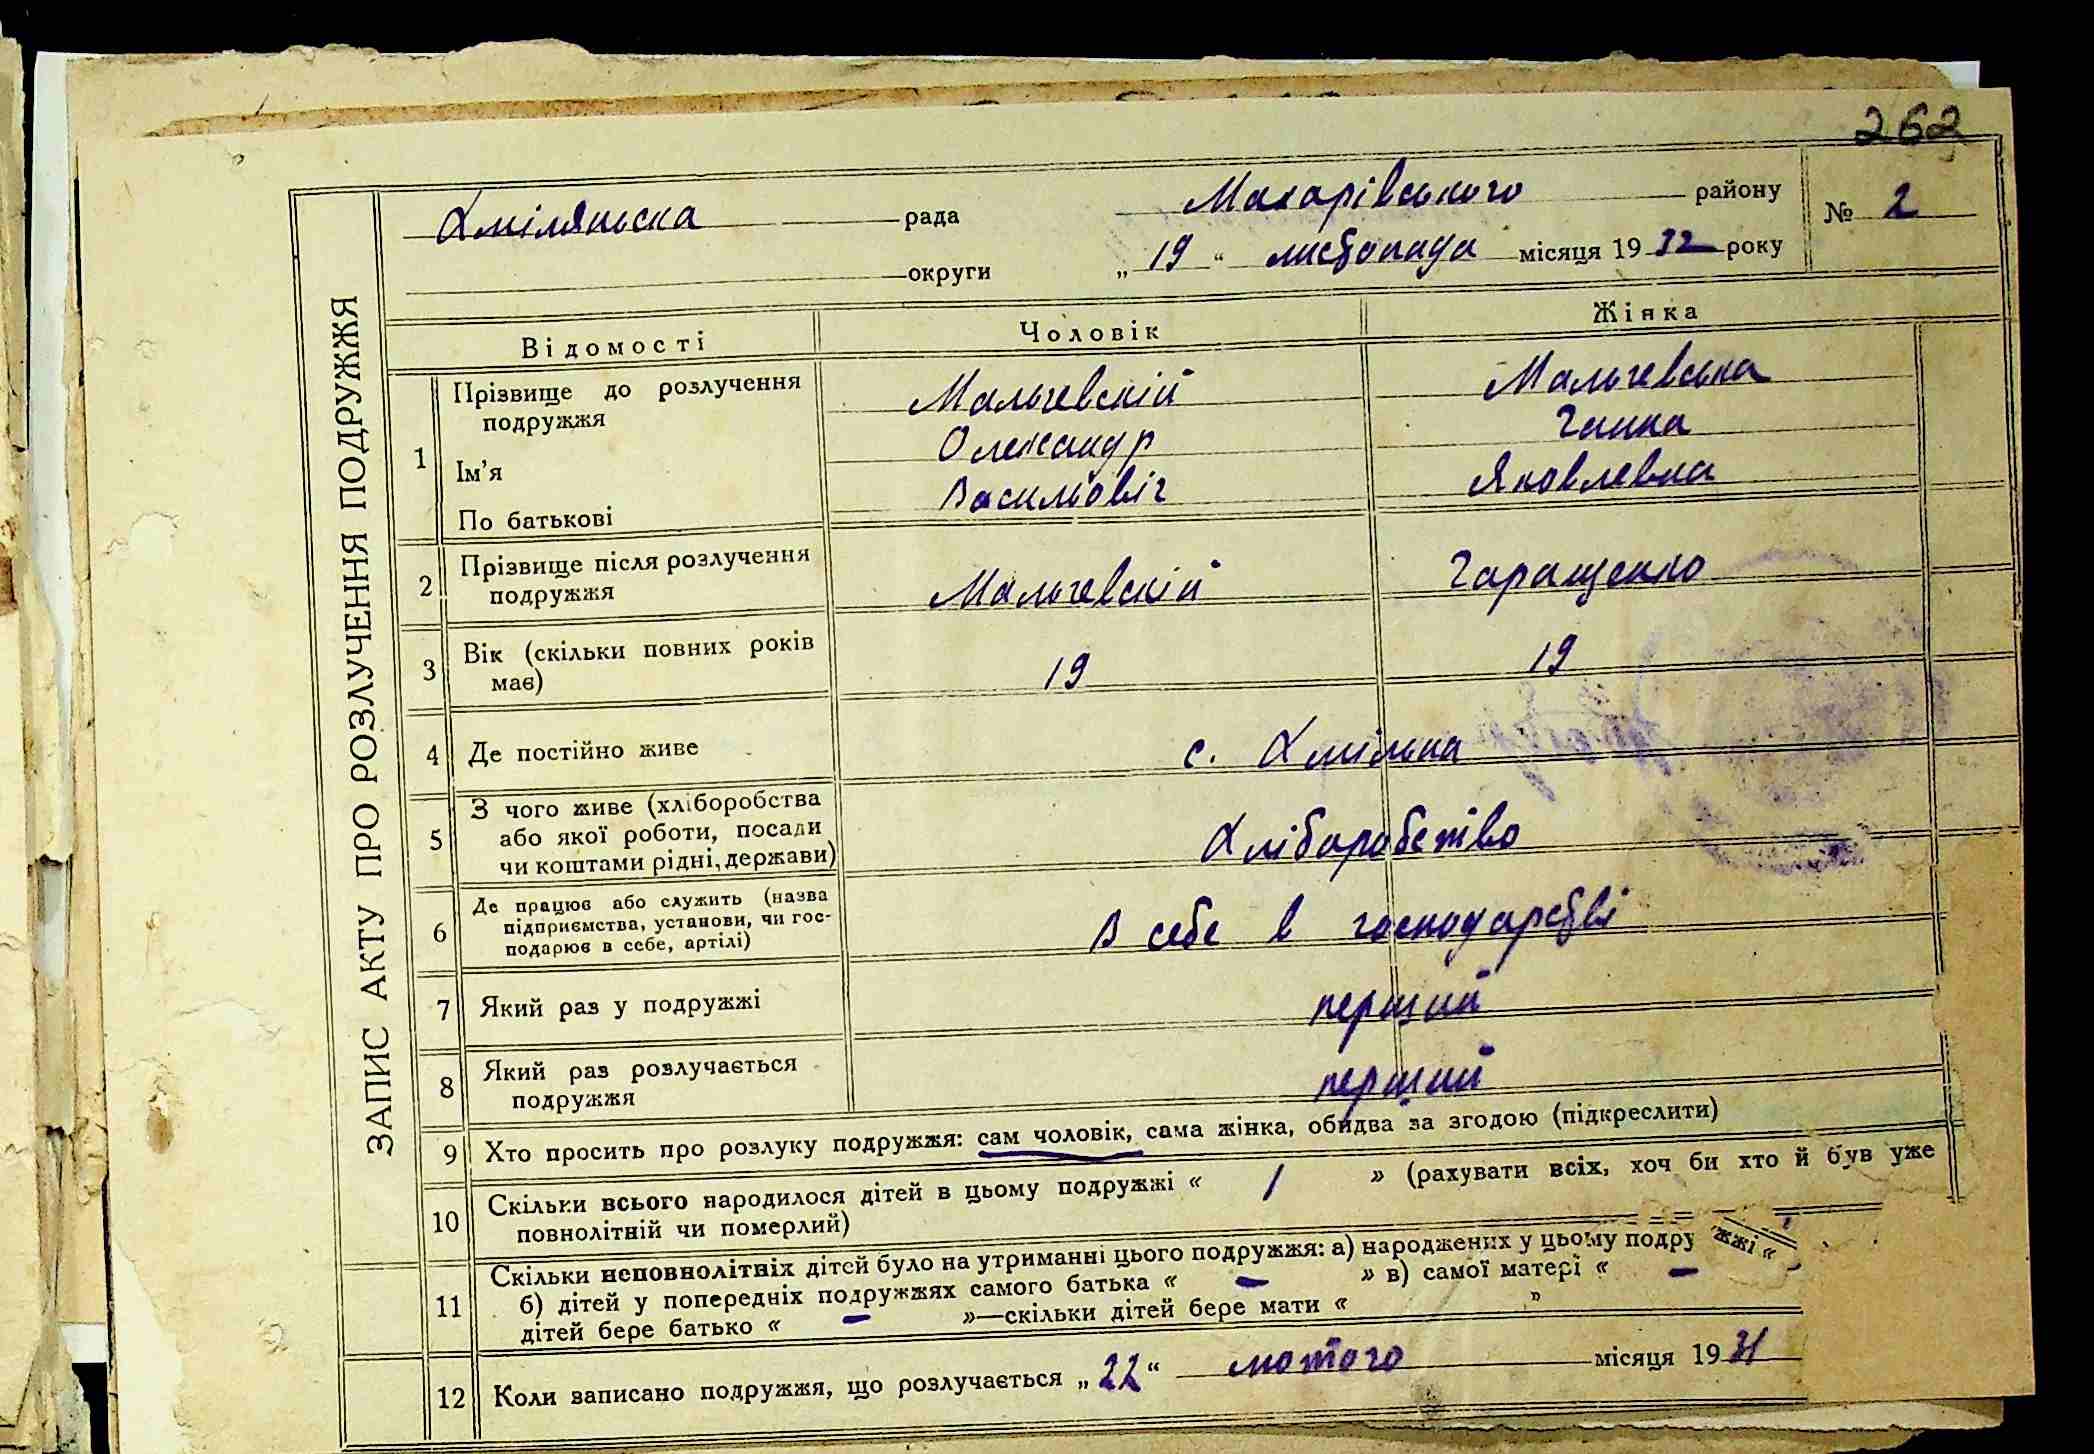 262
ЗАПИС АКТУ ПРО РОЗЛУЧЕННЯ ПОДРУЖЖЯ
Хміляньска рада Макарівського району № 2
округи „19“ листопада місяця 1932 року
Відомості Чоловік Жінка
1 Прізвище до розлучення Мальчевскій Мальчевська
подружжя
Ім'я Олександр Ганна
По батькові Васильовіч Яковлевна
2 Прізвище після розлучення Мальчевскій Гаращенко
подружжя
3 Вік (скільки повних років 19 19
має)
4 Де постійно живе с. Хмільна
5 З чого живе (хліборобства
або якої роботи, посади Хліборобство
чи коштами рідні, держави)
6 Де працює або служить (назва
підприємства, установи, чи гос- В себе в господарстві
подарює в себе, артілі)
7 Який раз у подружжі перший
8 Який раз розлучається перший
подружжя
9 Хто просить про розлуку подружжя: сам чоловік, сама жінка, обидва за згодою (підкреслити)
10 Скільки всього народилося дітей в цьому подружжі « 1 » (рахувати всіх, хоч би хто й був уже
повнолітній чи померлий)
11 Скільки неповнолітніх дітей було на утриманні цього подружжя: а) народжених у цьому подружжі «
б) дітей у попередніх подружжях самого батька « – » в) самої матері « –
дітей бере батько « – »—скільки дітей бере мати « »
12 Коли записано подружжя, що розлучається „22“ лютого місяця 1931